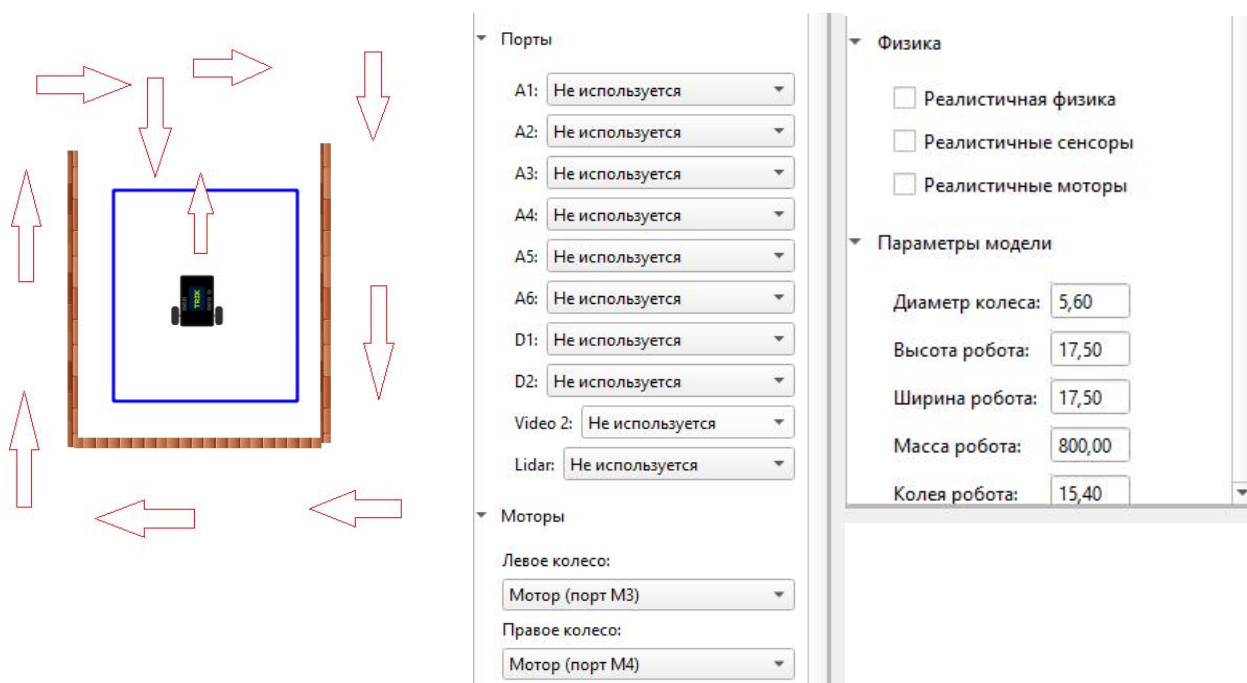 TRIK
Порты
A1: Не используется
A2: Не используется
A3: Не используется
A4: Не используется
A5: Не используется
A6: Не используется
D1: Не используется
D2: Не используется
Video 2: Не используется
Lidar: Не используется
Моторы
Левое колесо:
Мотор (порт M3)
Правое колесо:
Мотор (порт M4)
Физика
Реалистичная физика
Реалистичные сенсоры
Реалистичные моторы
Параметры модели
Диаметр колеса: 5,60
Высота робота: 17,50
Ширина робота: 17,50
Масса робота: 800,00
Колея робота: 15,40